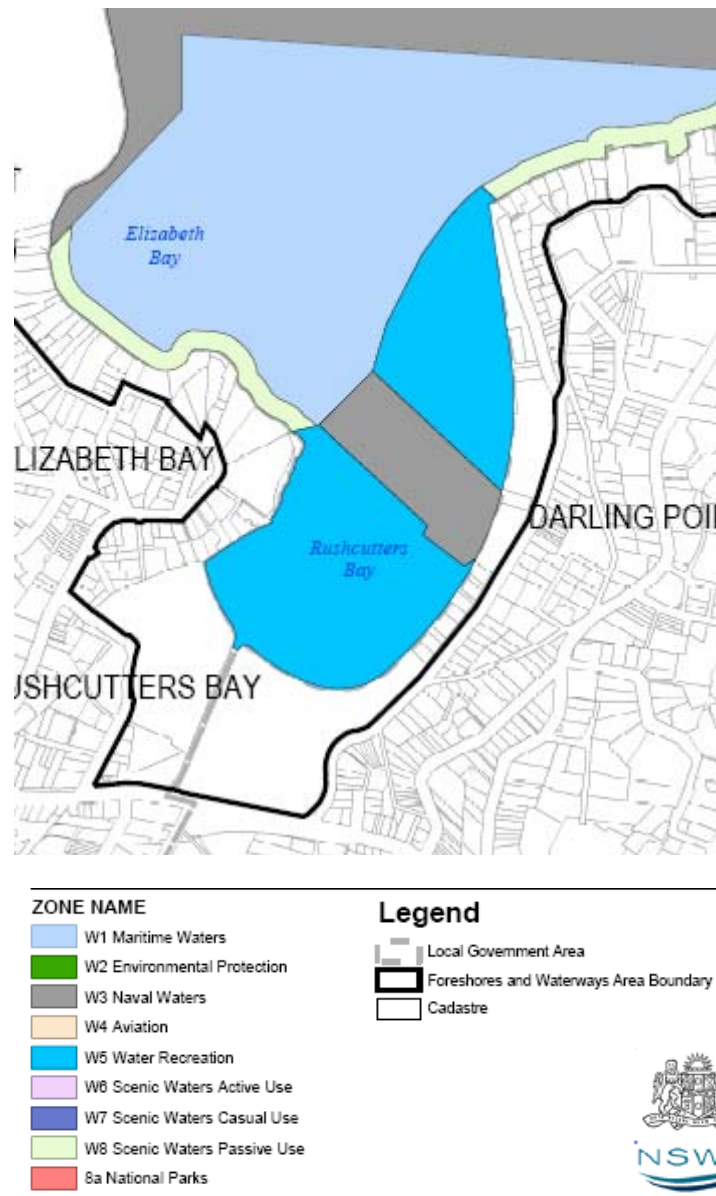 Elizabeth
Bay
LIZABETH BAY
DARLING POI
Rushcutters
Bay
USHCUTTERS BAY
ZONE NAME
W1 Maritime Waters
W2 Environmental Protection
W3 Naval Waters
W4 Aviation
W5 Water Recreation
W6 Scenic Waters Active Use
W7 Scenic Waters Casual Use
W8 Scenic Waters Passive Use
8a National Parks
Legend
Local Government Area
Foreshores and Waterways Area Boundary
Cadastre
NSW